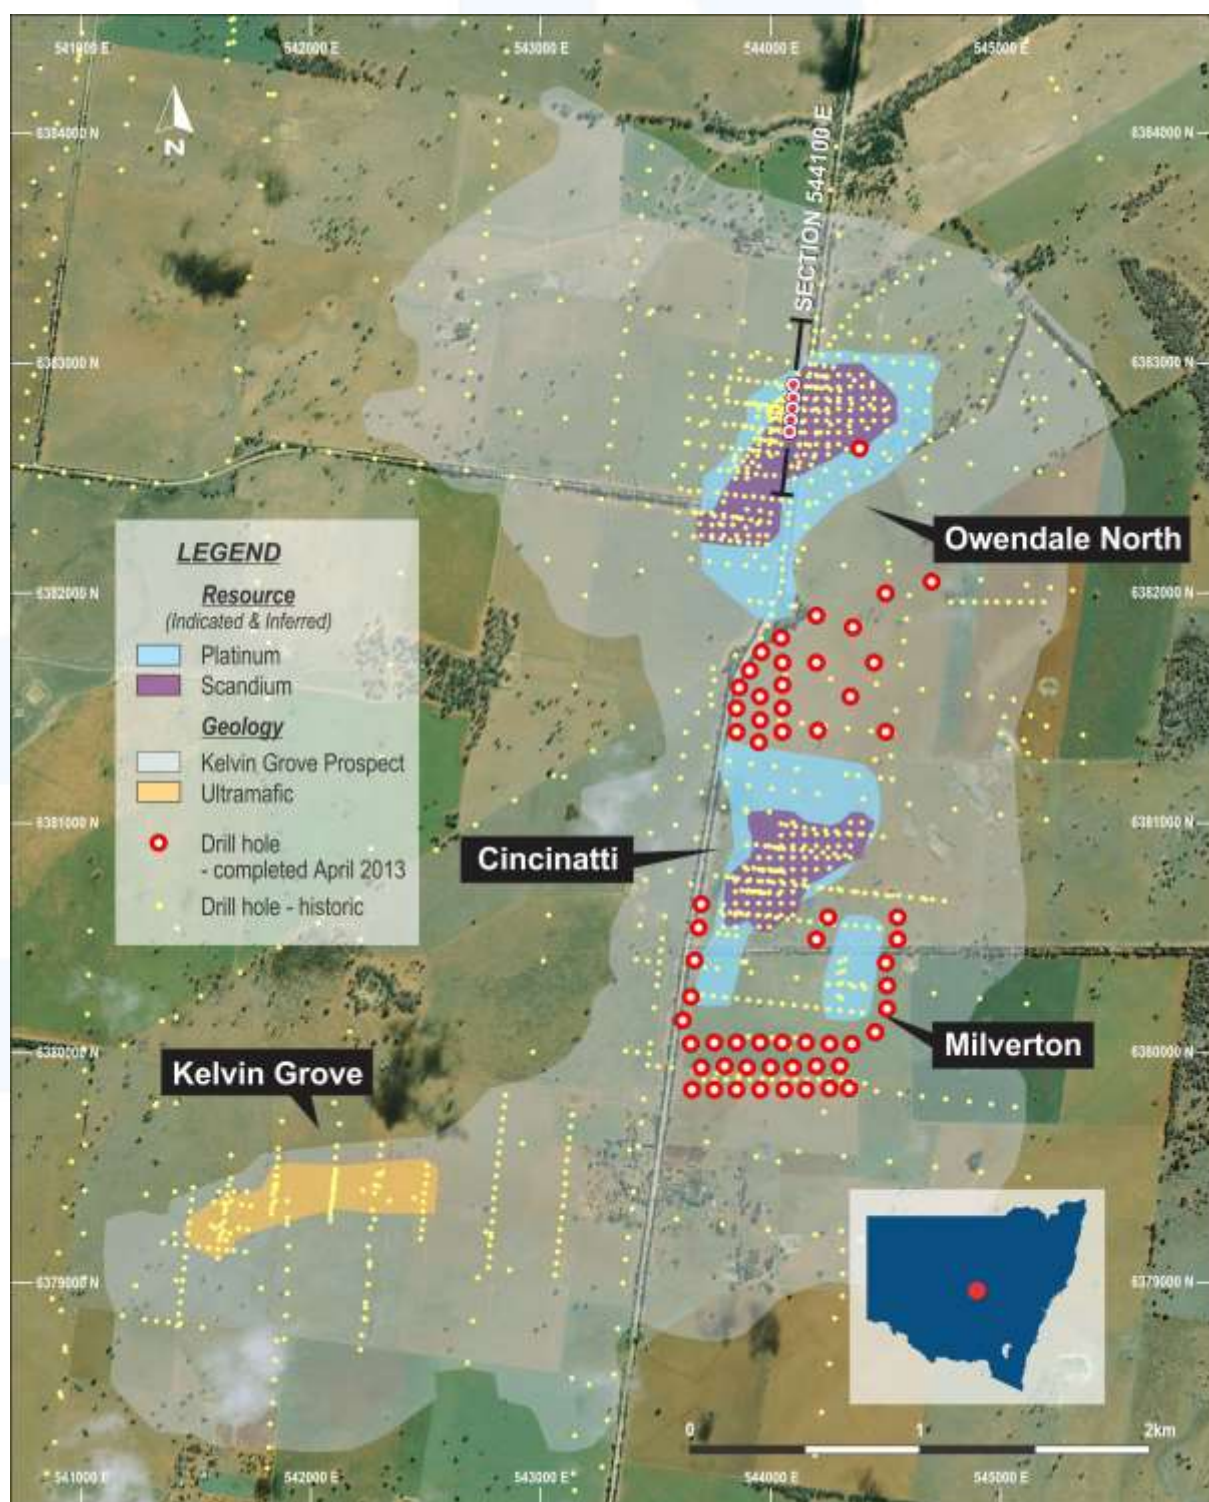 541000 E
542000 E
543000 E
544000 E
545000 E
6384000 N
6384000 N
N
SECTION 544100 E
6383000 N
6383000 N
Owendale North
LEGEND
Resource
(Indicated & Inferred)
Platinum
Scandium
Geology
Kelvin Grove Prospect
Ultramafic
Drill hole
- completed April 2013
Drill hole - historic
6382000 N
6382000 N
6381000 N
6381000 N
Cincinatti
6380000 N
6380000 N
Milverton
Kelvin Grove
6379000 N
6379000 N
0
1
2km
541000 E
542000 E
543000 E
544000 E
545000 E